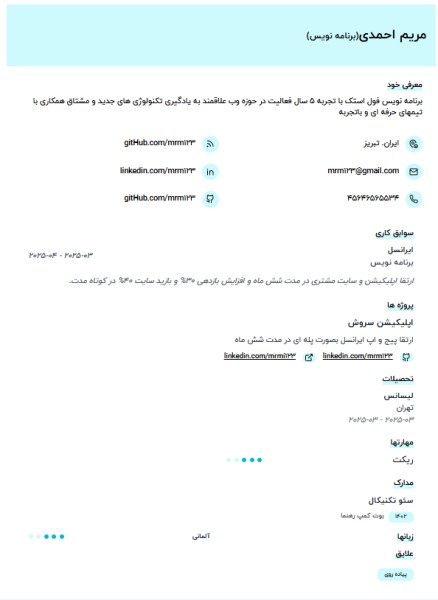 مریم احمدی(برنامه نویس)
معرفی خود
برنامه نویس فول استک با تجربه ۵ سال فعالیت در حوزه وب علاقمند به یادگیری تکنولوژی های جدید و مشتاق همکاری با
تیمهای حرفه ای و باتجربه
ایران، تبریز
gitHub.com/mrm۱۲۳
mrm۱۲۳@gmail.com
linkedin.com/mrm۱۲۳
۴۵۶۴۶۵۶۵۵۳۴
gitHub.com/mrm۱۲۳
سوابق کاری
ایرانسل
۲۰۲۵-۰۴ - ۲۰۲۵-۰۳
برنامه نویس
ارتقا اپلیکیشن و سایت مشتری در مدت شش ماه و افزایش بازدهی ۳۰% و بازید سایت ۴۰% در کوتاه مدت.
پروژه ها
اپلیکیشن سروش
ارتقا پیج و اپ ایرانسل بصورت پله ای در مدت شش ماه
linkedin.com/mrm۱۲۳
linkedin.com/mrmi۱۲۳
تحصیلات
لیسانس
تهران
۲۰۲۵-۰۳ - ۲۰۲۵-۰۳
مهارتها
ریکت
مدارک
سئو تکنیکال
۱۴۰۲
بوت کمپ رهنما
زبانها
آلمانی
علایق
پیاده روی